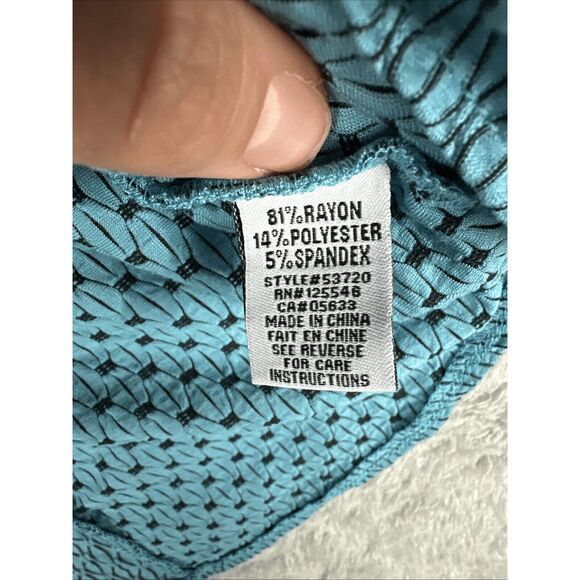 81%RAYON
14%POLYESTER
5%SPANDEX
STYLE#53720
RN#125546
CA#05633
MADE IN CHINA
FAIT EN CHINE
SEE REVERSE
FOR CARE
INSTRUCTIONS